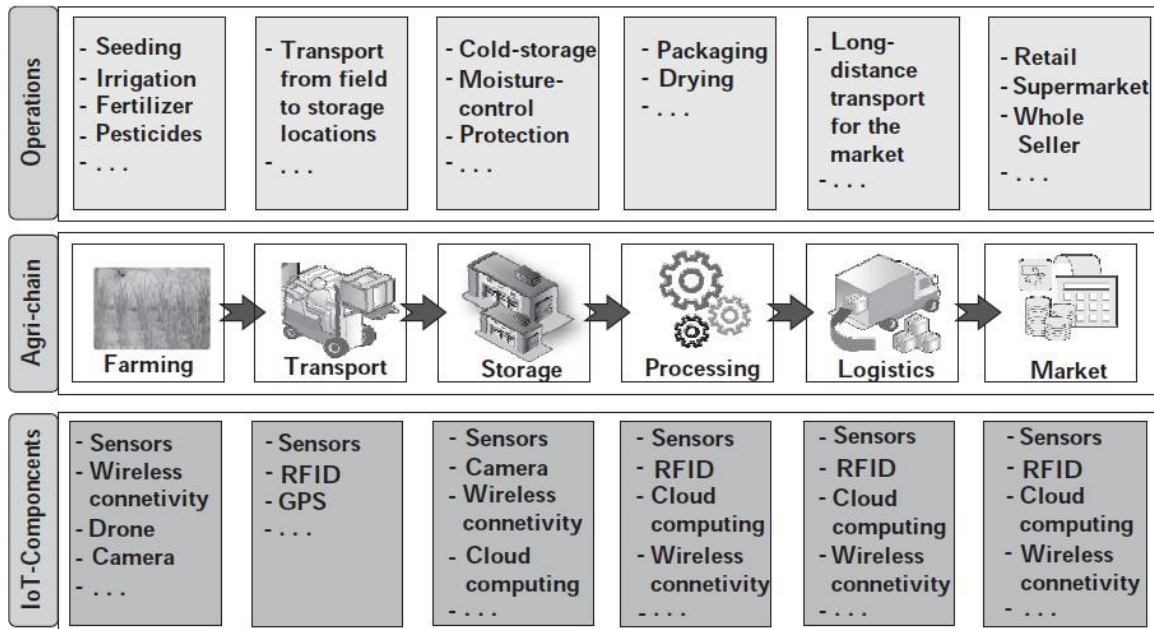 Operations
- Seeding
- Irrigation
- Fertilizer
- Pesticides
- . . .
- Transport
from field
to storage
locations
- . . .
- Cold-storage
- Moisture-
control
- Protection
- . . .
- Packaging
- Drying
- . . .
- Long-
distance
transport
for the
market
- . . .
- Retail
- Supermarket
- Whole
Seller
- . . .
Agri-chain
Farming
Transport
Storage
Processing
Logistics
Market
IoT-Componcents
- Sensors
- Wireless
connetivity
- Drone
- Camera
- . . .
- Sensors
- RFID
- GPS
- . . .
- Sensors
- Camera
- Wireless
connetivity
- Cloud
computing
- . . .
- Sensors
- RFID
- Cloud
computing
- Wireless
connetivity
- . . .
- Sensors
- RFID
- Cloud
computing
- Wireless
connetivity
- . . .
- Sensors
- RFID
- Cloud
computing
- Wireless
connetivity
- . . .